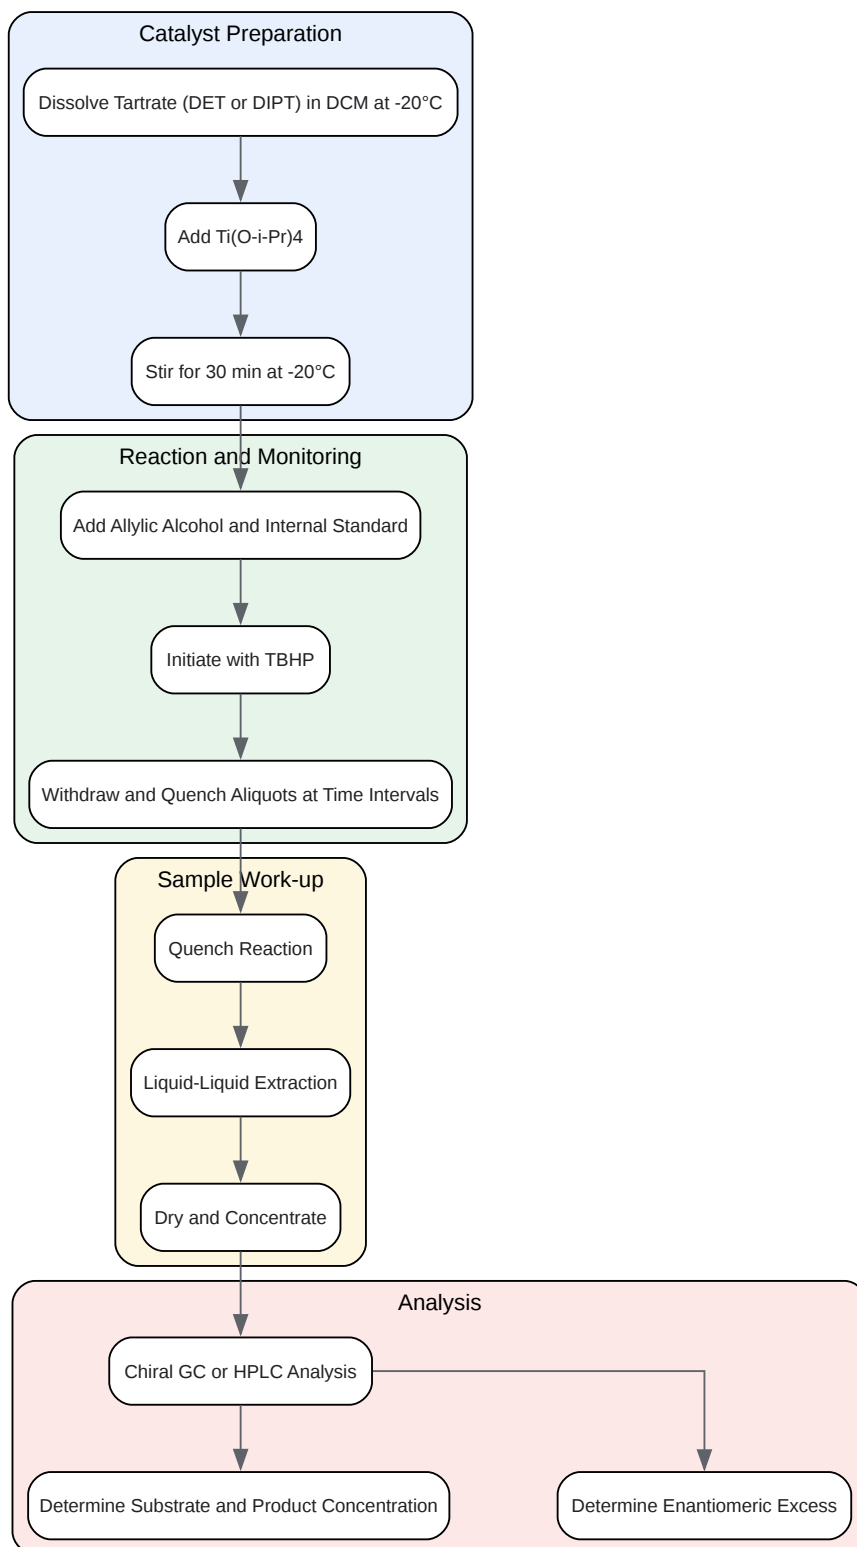 Catalyst Preparation
Dissolve Tartrate (DET or DIPT) in DCM at -20°C
Add Ti(O-i-Pr)4
Stir for 30 min at -20°C
Reaction and Monitoring
Add Allylic Alcohol and Internal Standard
Initiate with TBHP
Withdraw and Quench Aliquots at Time Intervals
Sample Work-up
Quench Reaction
Liquid-Liquid Extraction
Dry and Concentrate
Analysis
Chiral GC or HPLC Analysis
Determine Substrate and Product Concentration
Determine Enantiomeric Excess